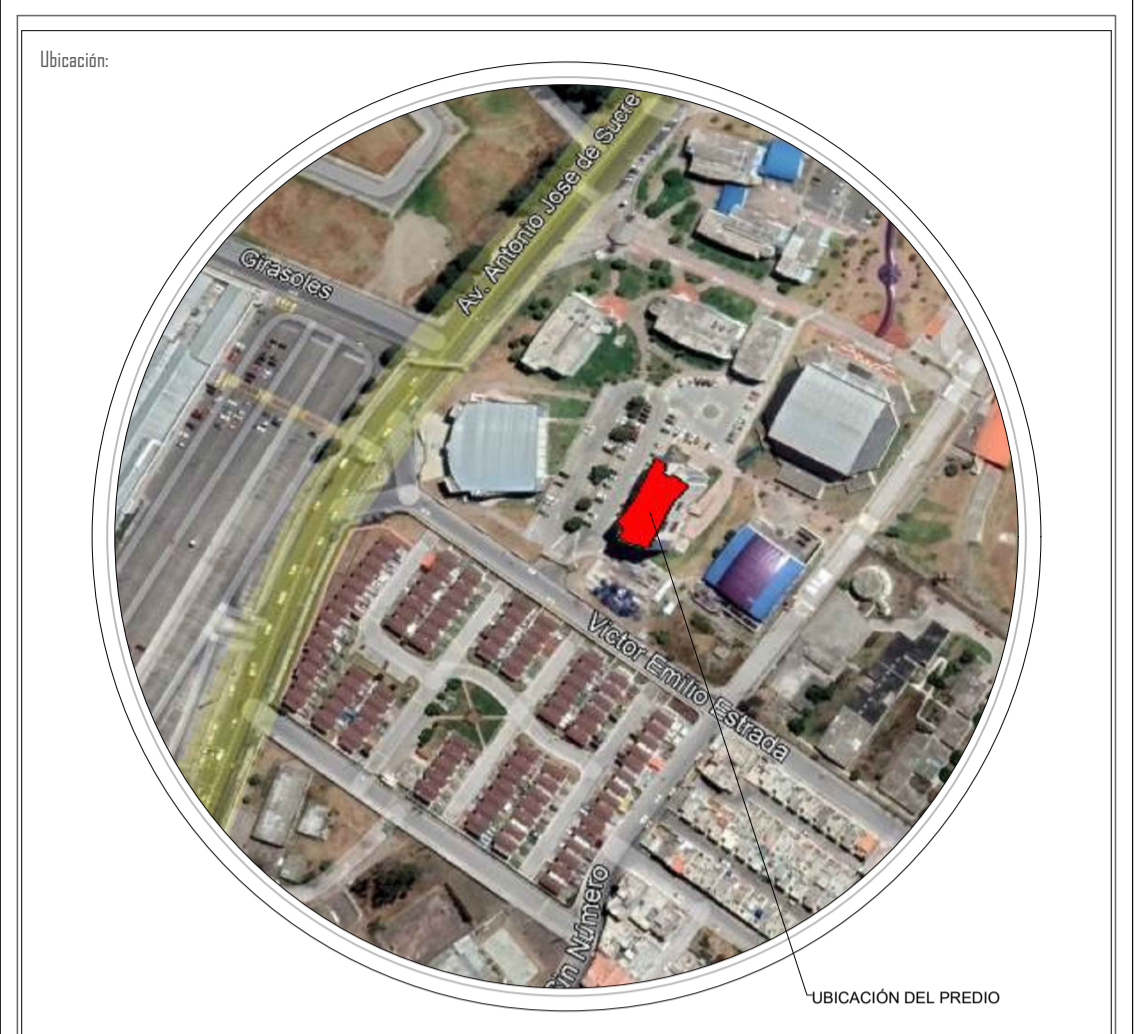 Ubicación:
Av. Antonio Jose de Sucre
Girasoles
Victor Emilio Estrada
Sin Número
UBICACIÓN DEL PREDIO